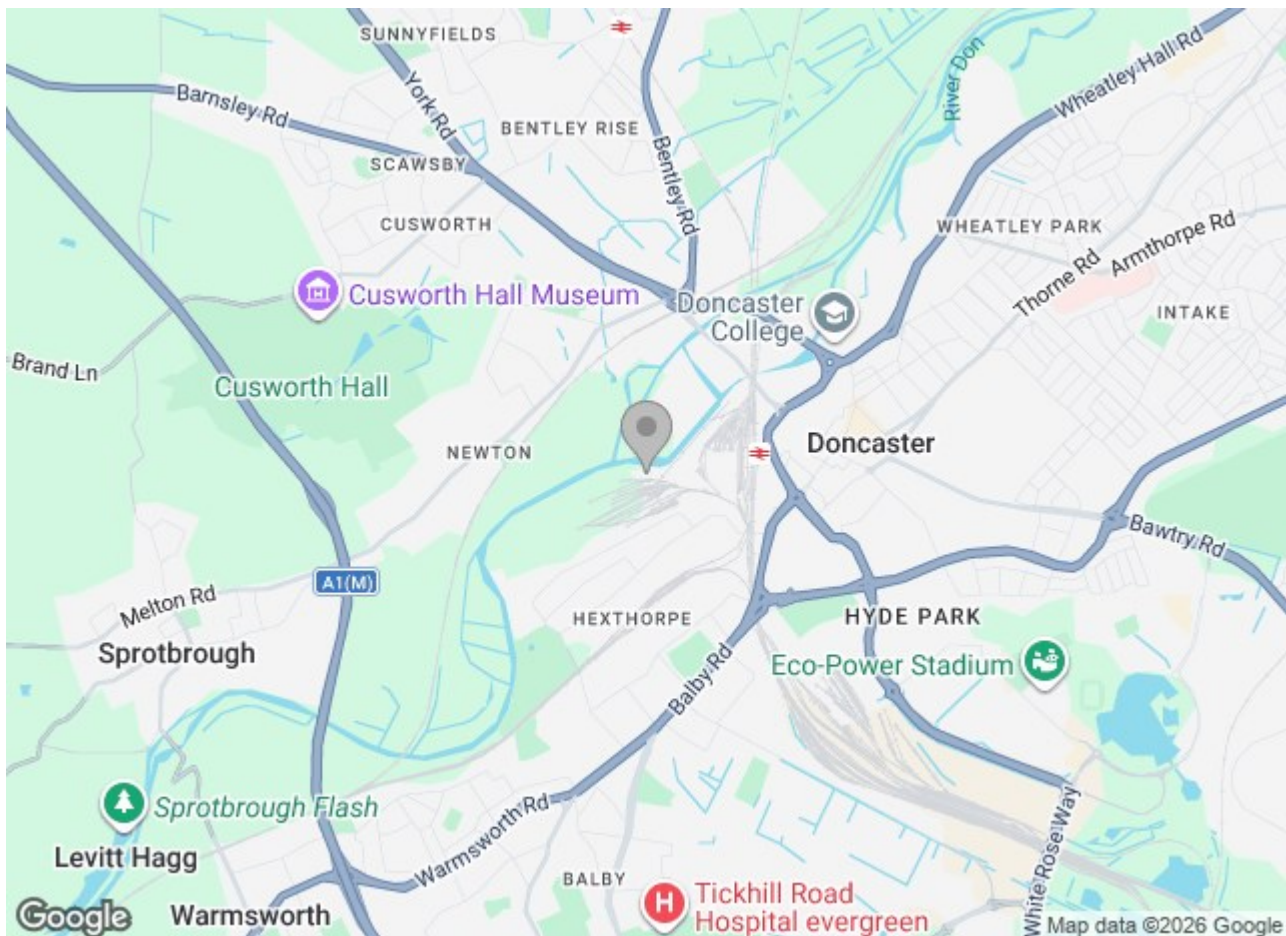 SUNNYFIELDS
River Don
Wheatley Hall Rd
Barnsley Rd
York Rd
BENTLEY RISE
SCAWSBY
Bentley Rd
CUSWORTH
WHEATLEY PARK
Armthorpe Rd
Thorne Rd
Cusworth Hall Museum
Doncaster
College
INTAKE
Brand Ln
Cusworth Hall
NEWTON
Doncaster
Bawtry Rd
A1(M)
Melton Rd
HEXTHORPE
HYDE PARK
Sprotbrough
Eco-Power Stadium
Balby Rd
Sprotbrough Flash
Warmsworth Rd
White Rose Way
Levitt Hagg
BALBY
H
Tickhill Road
Hospital evergreen
Warmsworth
Google
Map data ©2026 Google